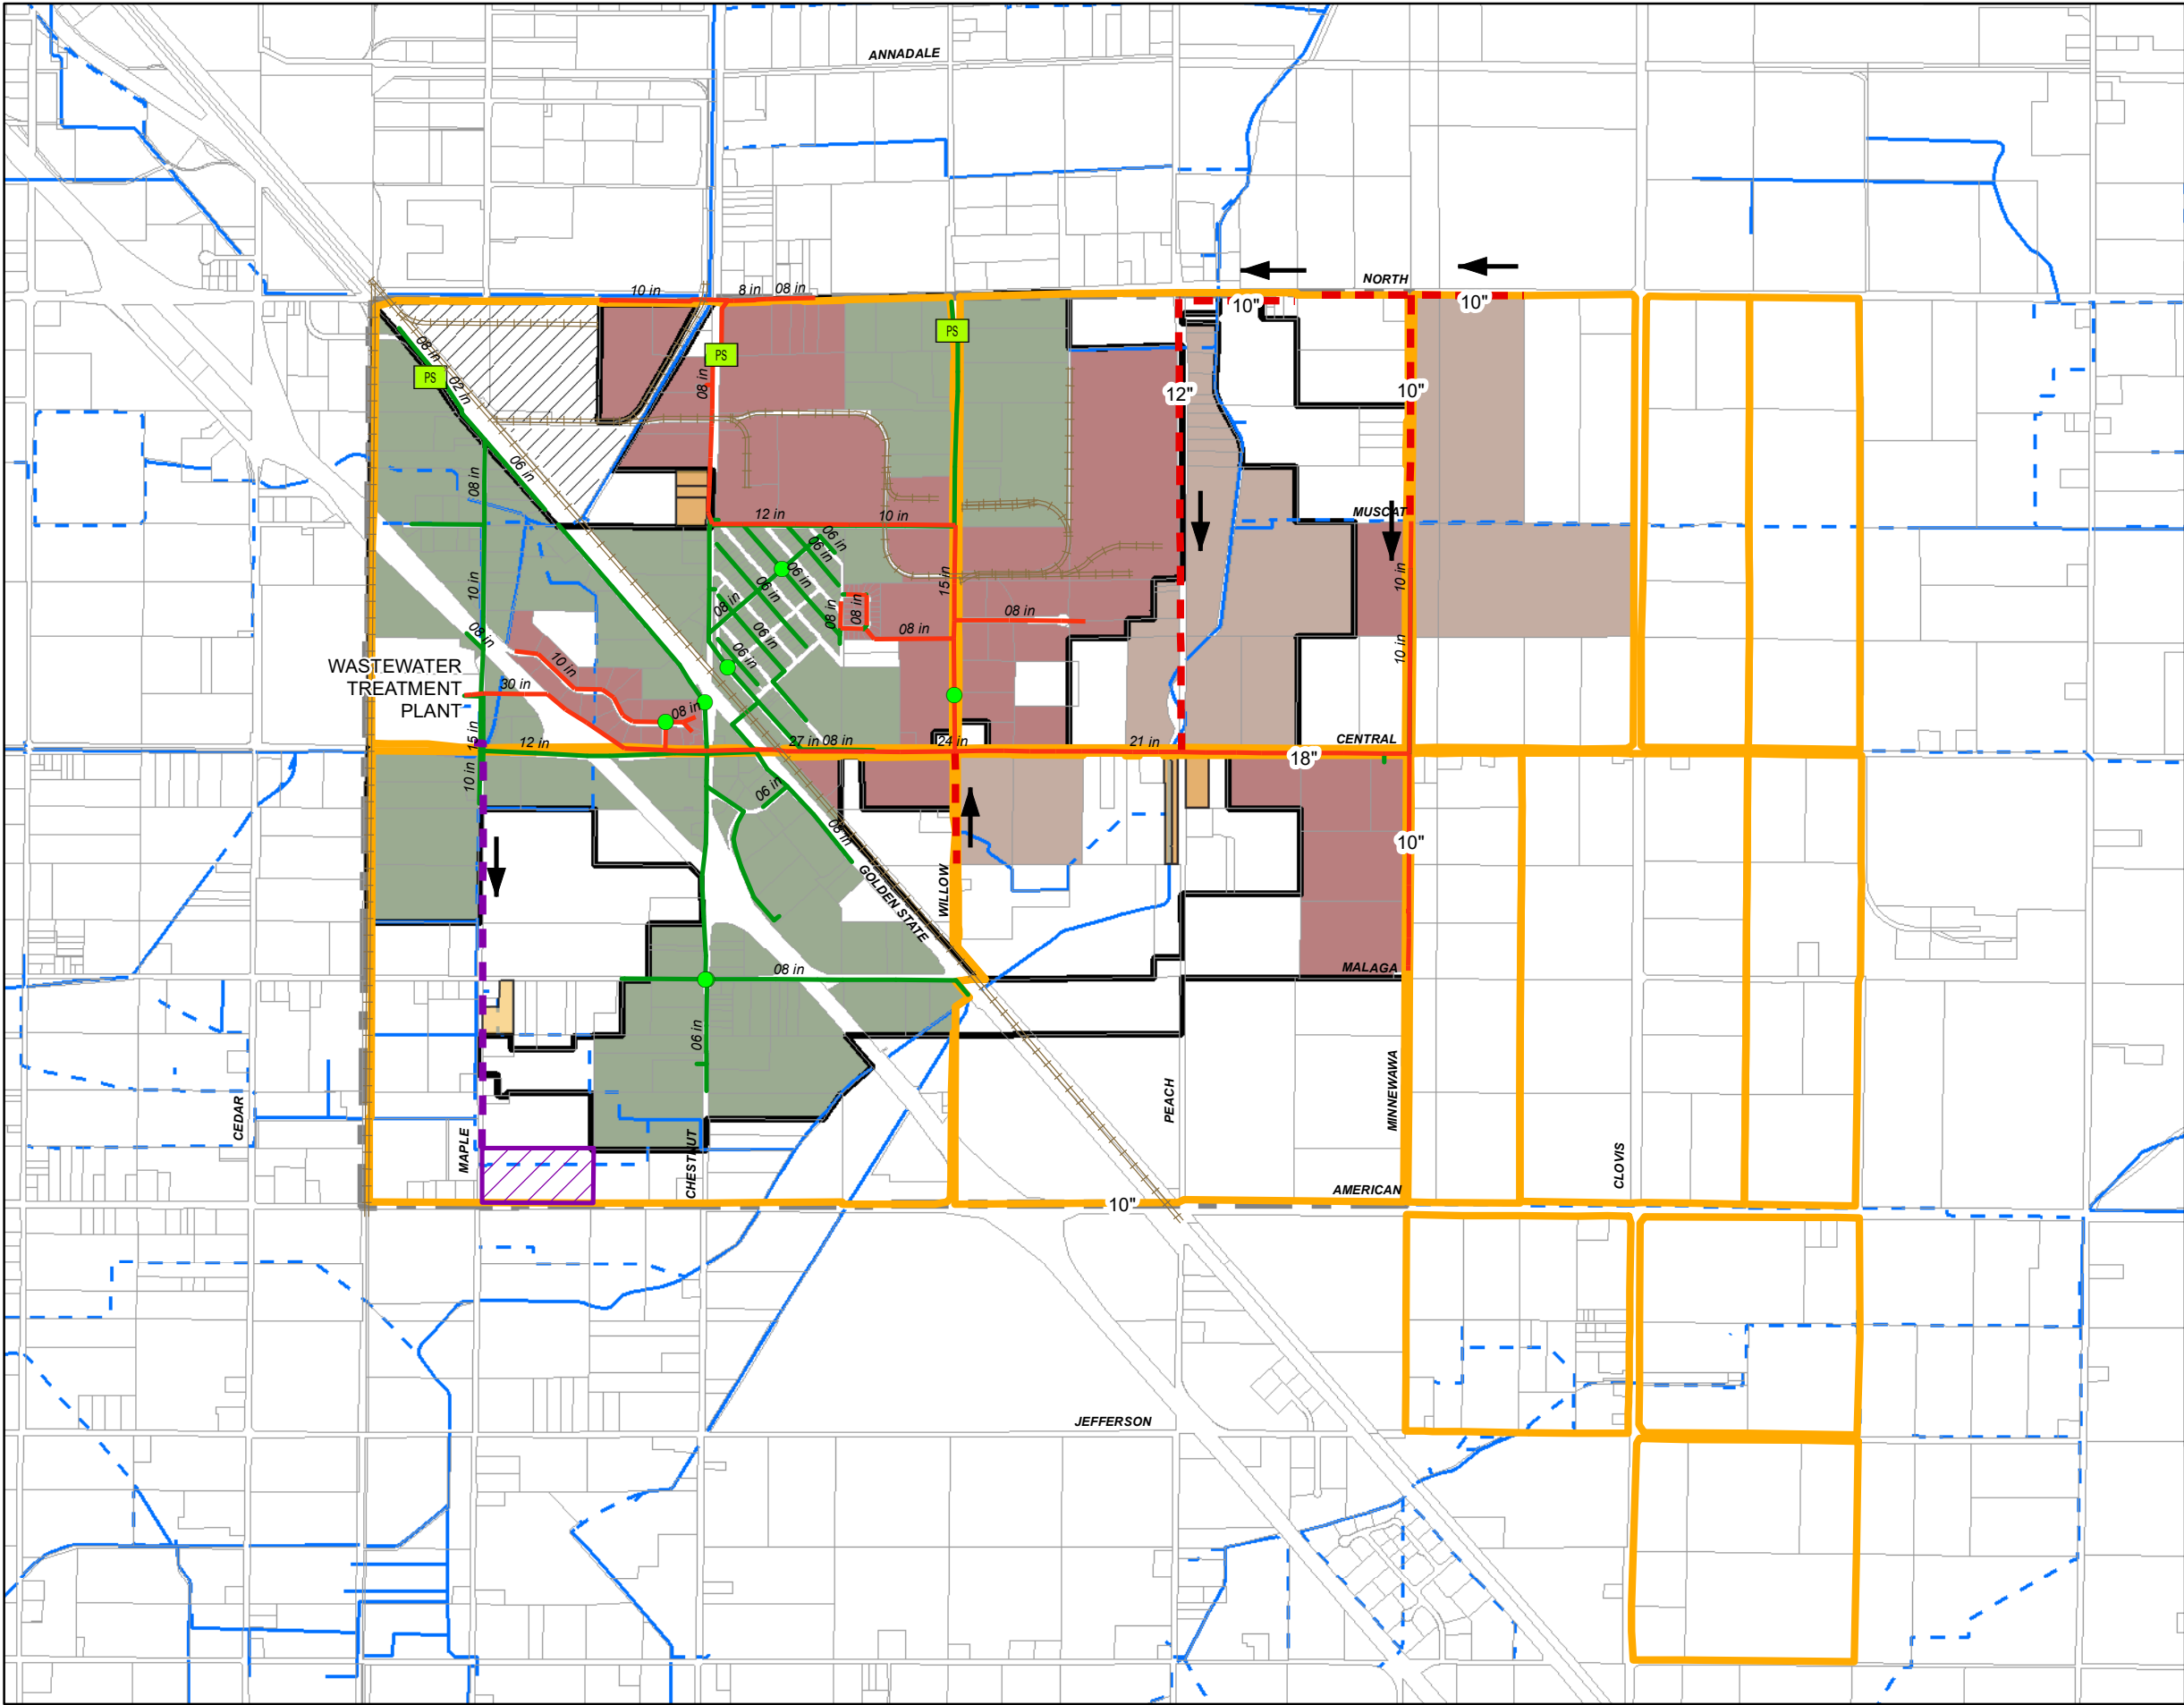 ANNADALE
NORTH
10 in
8 in
08 in
10"
10"
PS
PS
PS
08 in
02 in
08 in
12"
10"
06 in
08 in
12 in
10 in
MUSCAT
06 in
06 in
06 in
06 in
08 in
06 in
06 in
10 in
15 in
10 in
08 in
08 in
08 in
08 in
08 in
10 in
WASTEWATER
TREATMENT
PLANT
30 in
10 in
08 in
15 in
12 in
27 in
08 in
24 in
21 in
CENTRAL
18"
10 in
06 in
08 in
10"
GOLDEN STATE
WILLOW
08 in
MALAGA
06 in
CEDAR
MAPLE
CHESTNUT
PEACH
MINNEWAWA
CLOVIS
AMERICAN
10"
JEFFERSON